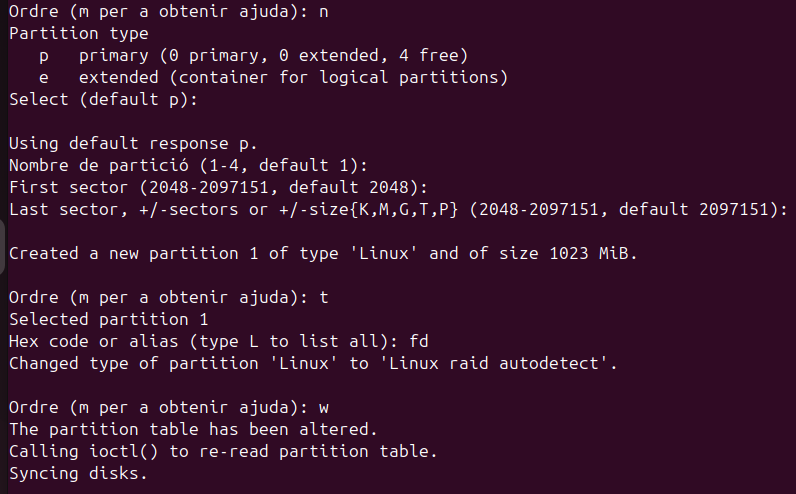 Ordre (m per a obtenir ajuda): n
Partition type
   p   primary (0 primary, 0 extended, 4 free)
   e   extended (container for logical partitions)
Select (default p):

Using default response p.
Nombre de partició (1-4, default 1):
First sector (2048-2097151, default 2048):
Last sector, +/-sectors or +/-size{K,M,G,T,P} (2048-2097151, default 2097151):

Created a new partition 1 of type 'Linux' and of size 1023 MiB.

Ordre (m per a obtenir ajuda): t
Selected partition 1
Hex code or alias (type L to list all): fd
Changed type of partition 'Linux' to 'Linux raid autodetect'.

Ordre (m per a obtenir ajuda): w
The partition table has been altered.
Calling ioctl() to re-read partition table.
Syncing disks.